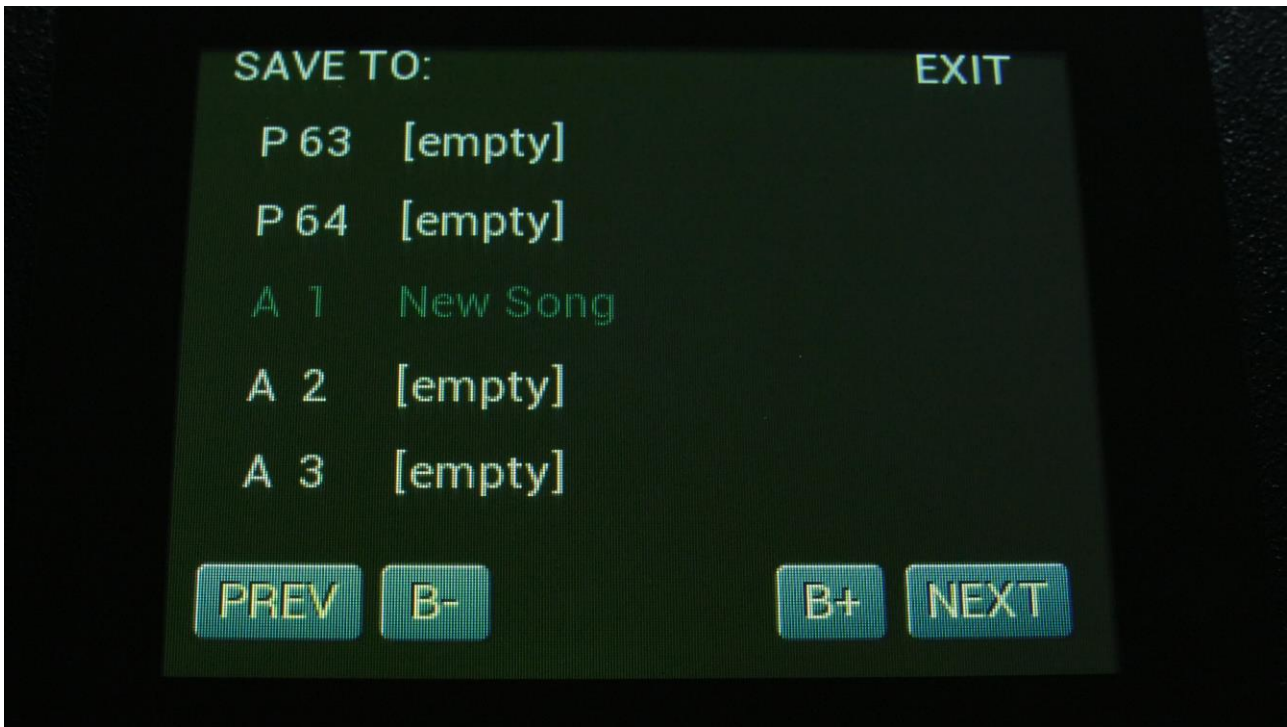 SAVE TO: EXIT
P 63 [empty]
P 64 [empty]
A 1 New Song
A 2 [empty]
A 3 [empty]
PREV B- B+ NEXT